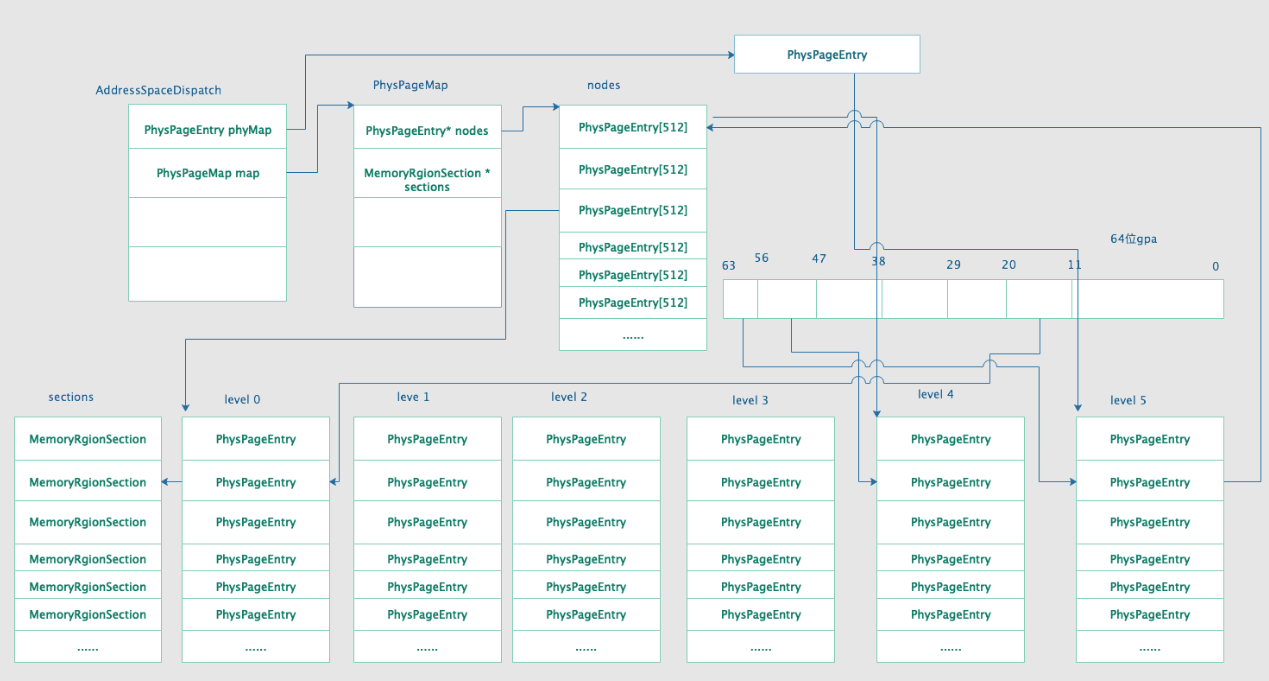 PhysPageEntry
AddressSpaceDispatch
PhysPageMap
nodes
PhysPageEntry phyMap
PhysPageMap map
PhysPageEntry* nodes
MemoryRgionSection *
sections
PhysPageEntry[512]
PhysPageEntry[512]
PhysPageEntry[512]
PhysPageEntry[512]
PhysPageEntry[512]
PhysPageEntry[512]
......
64位gpa
63 56 47 38 29 20 11 0
sections level 0 leve 1 level 2 level 3 level 4 level 5
MemoryRgionSection PhysPageEntry PhysPageEntry PhysPageEntry PhysPageEntry PhysPageEntry PhysPageEntry
MemoryRgionSection PhysPageEntry PhysPageEntry PhysPageEntry PhysPageEntry PhysPageEntry PhysPageEntry
MemoryRgionSection PhysPageEntry PhysPageEntry PhysPageEntry PhysPageEntry PhysPageEntry PhysPageEntry
MemoryRgionSection PhysPageEntry PhysPageEntry PhysPageEntry PhysPageEntry PhysPageEntry PhysPageEntry
MemoryRgionSection PhysPageEntry PhysPageEntry PhysPageEntry PhysPageEntry PhysPageEntry PhysPageEntry
MemoryRgionSection PhysPageEntry PhysPageEntry PhysPageEntry PhysPageEntry PhysPageEntry PhysPageEntry
...... ...... ...... ...... ...... ...... ......